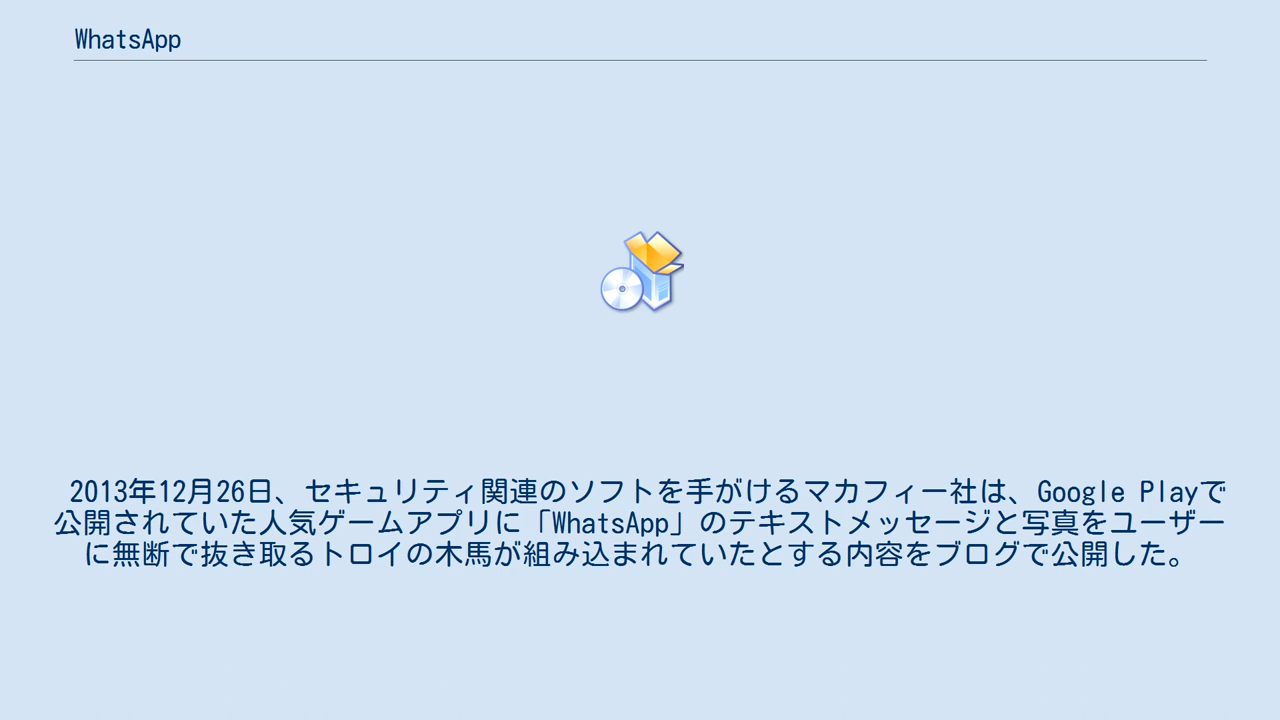 WhatsApp
2013年12月26日、セキュリティ関連のソフトを手がけるマカフィー社は、Google Playで
公開されていた人気ゲームアプリに「WhatsApp」のテキストメッセージと写真をユーザー
に無断で抜き取るトロイの木馬が組み込まれていたとする内容をブログで公開した。